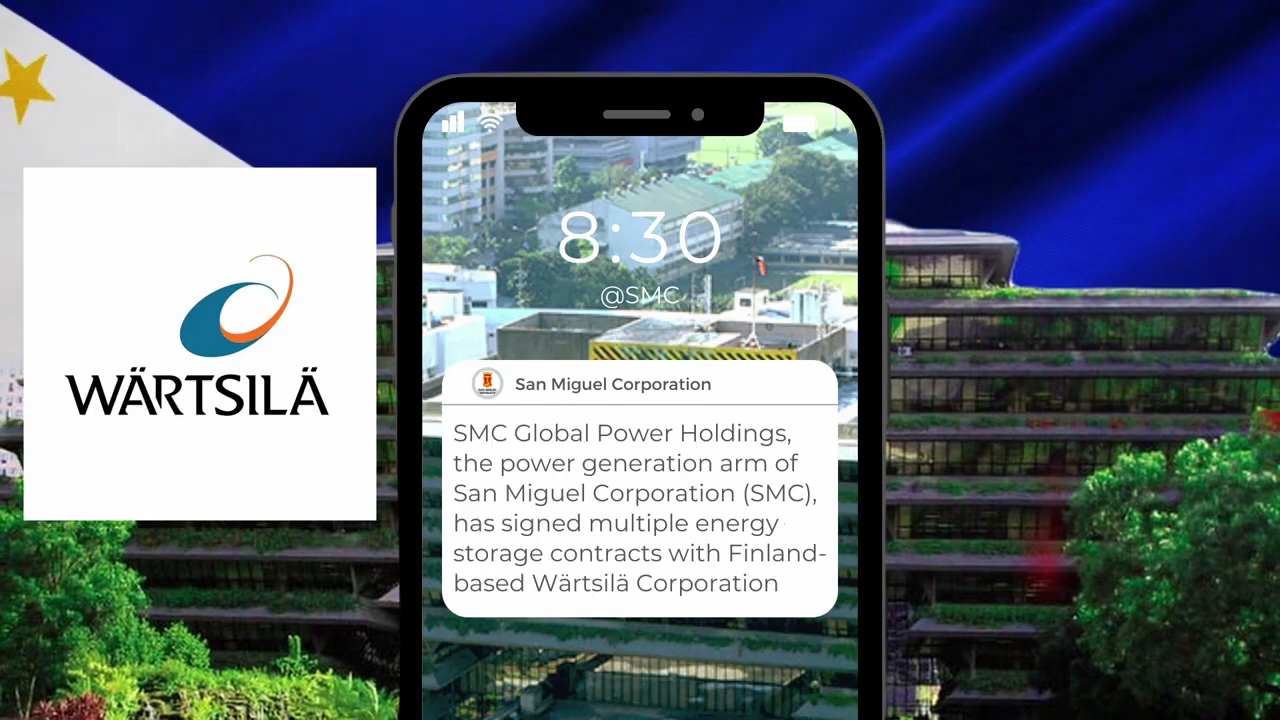 WÄRTSILÄ
8:30
@SMC
San Miguel Corporation
SMC Global Power Holdings,
the power generation arm of
San Miguel Corporation (SMC),
has signed multiple energy
storage contracts with Finland-
based Wärtsilä Corporation